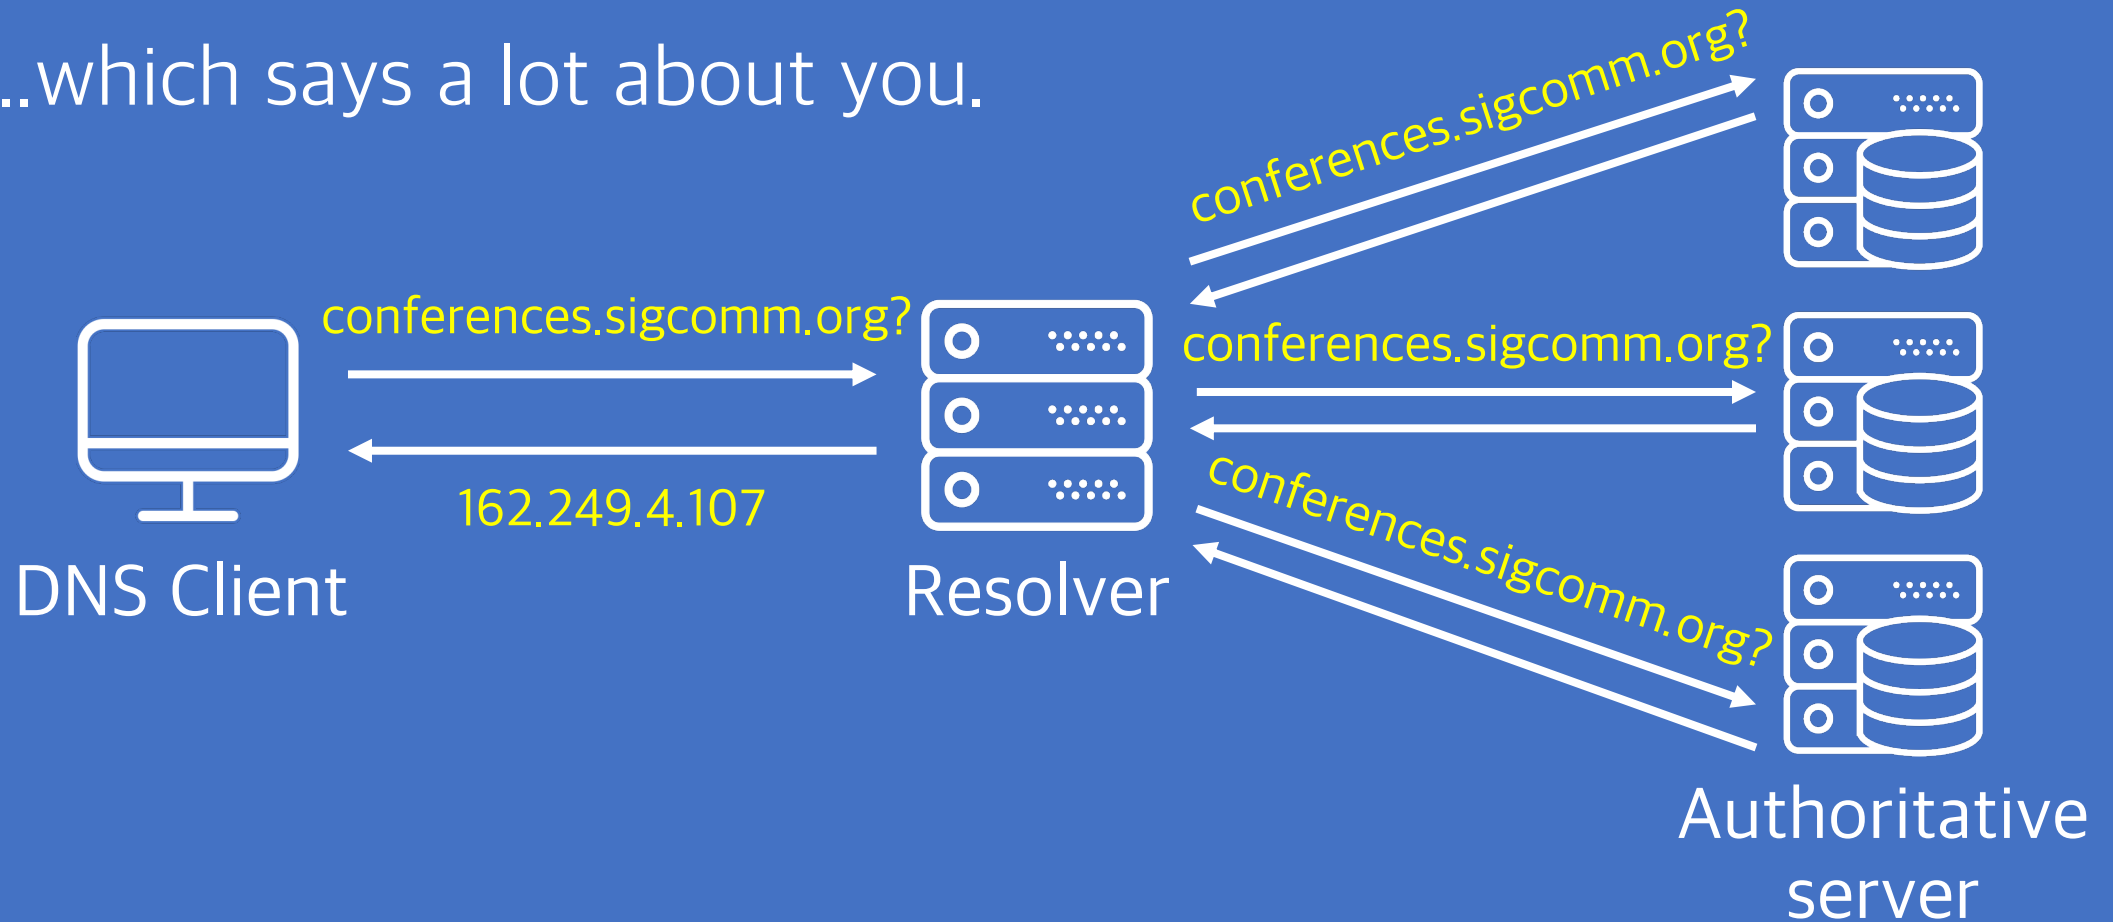 ..which says a lot about you.
conferences.sigcomm.org?
conferences.sigcomm.org?
conferences.sigcomm.org?
162.249.4.107
conferences.sigcomm.org?
DNS Client
Resolver
Authoritative
server